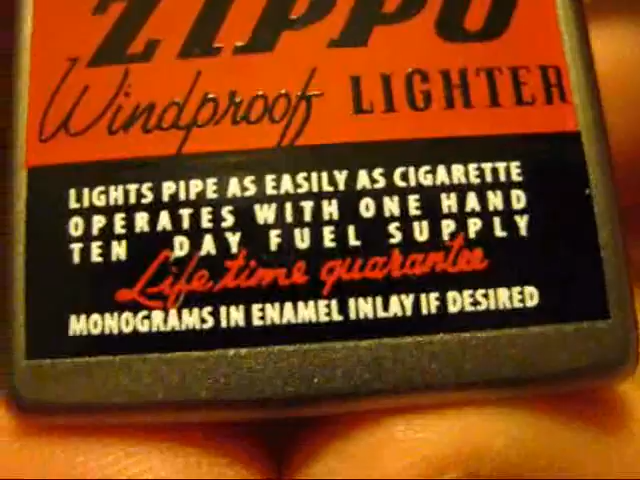 ZIPPO
Windproof LIGHTER
LIGHTS PIPE AS EASILY AS CIGARETTE
OPERATES WITH ONE HAND
TEN DAY FUEL SUPPLY
Life time guarantee
MONOGRAMS IN ENAMEL INLAY IF DESIRED